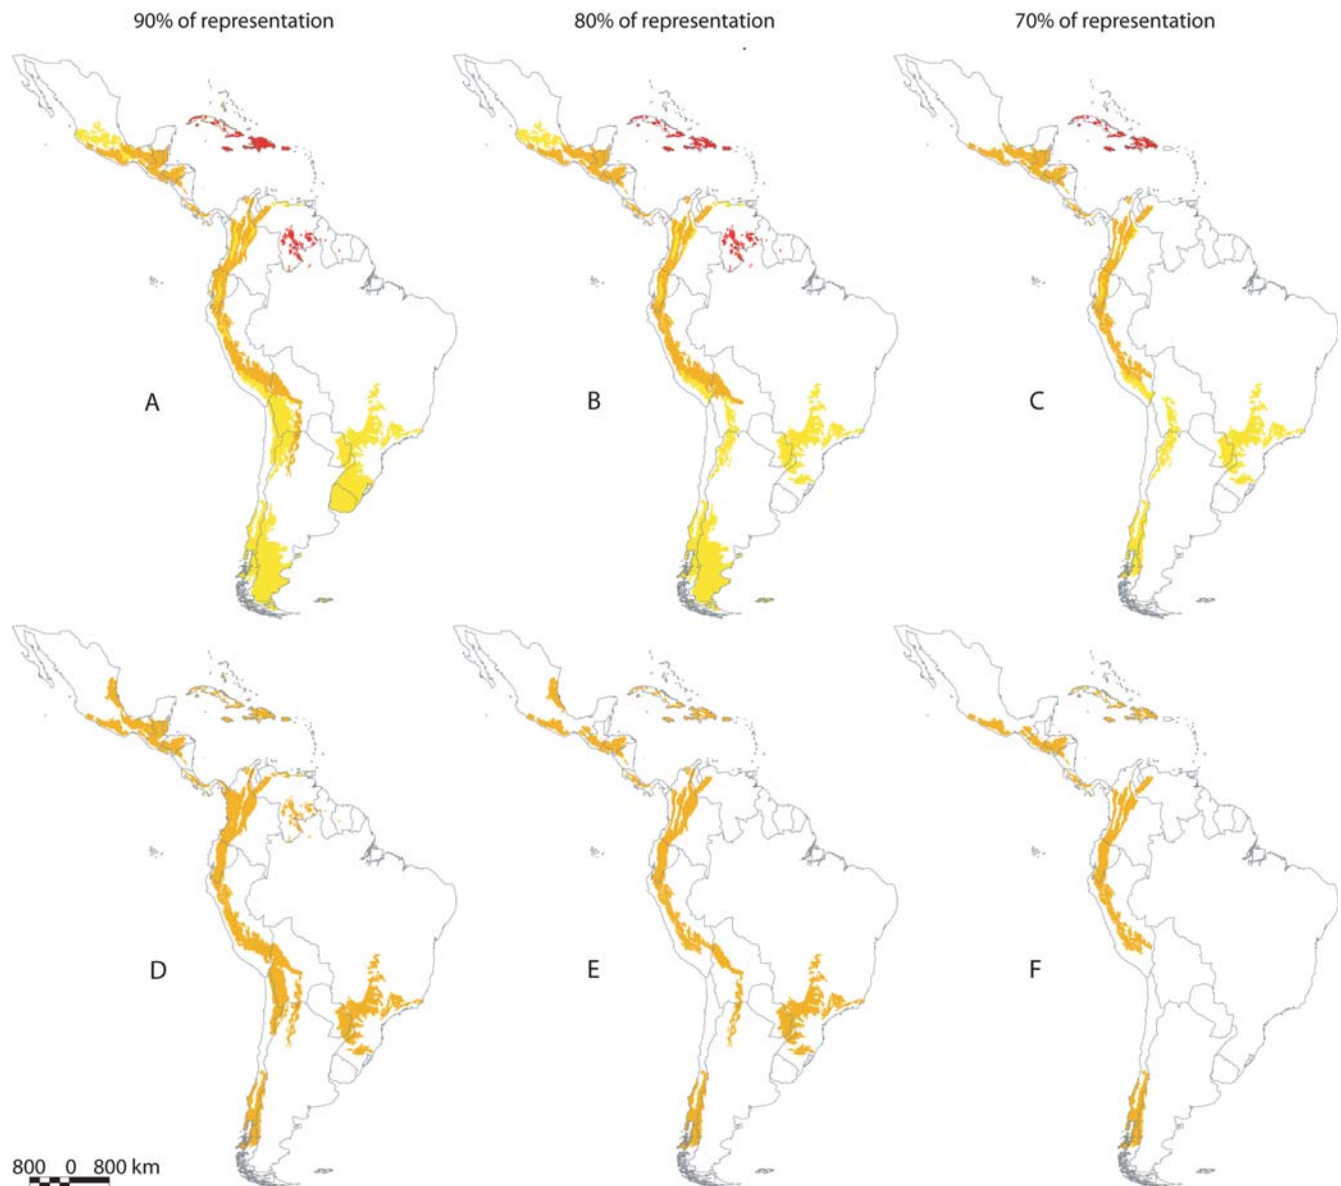 90% of representation
80% of representation
70% of representation
A
B
C
D
E
F
800 0 800 km